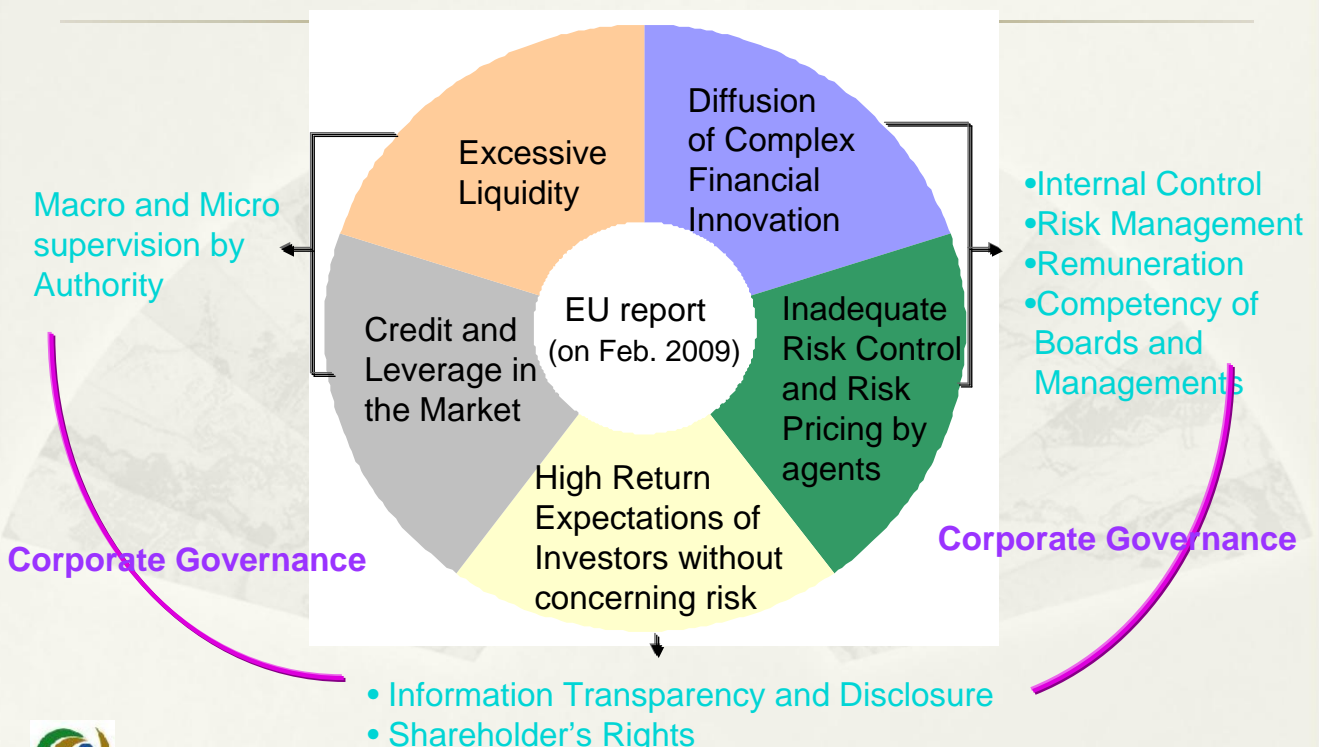 Excessive
Liquidity
Diffusion
of Complex
Financial
Innovation
Macro and Micro
supervision by
Authority
•Internal Control
•Risk Management
•Remuneration
•Competency of
Boards and
Managements
EU report
(on Feb. 2009)
Credit and
Leverage in
the Market
Inadequate
Risk Control
and Risk
Pricing by
agents
High Return
Expectations of
Investors without
concerning risk
Corporate Governance
Corporate Governance
• Information Transparency and Disclosure
• Shareholder's Rights